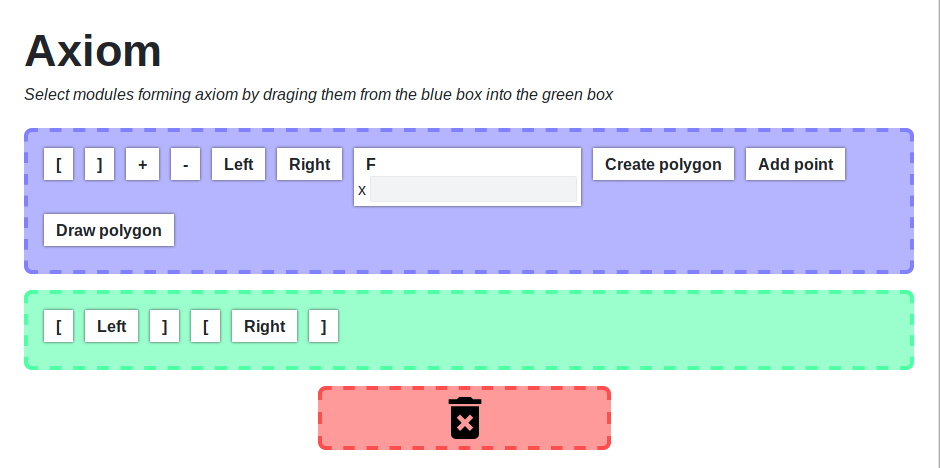 Axiom
Select modules forming axiom by draging them from the blue box into the green box
[ ] + - Left Right F Create polygon Add point
x
Draw polygon
[ Left ] [ Right ]